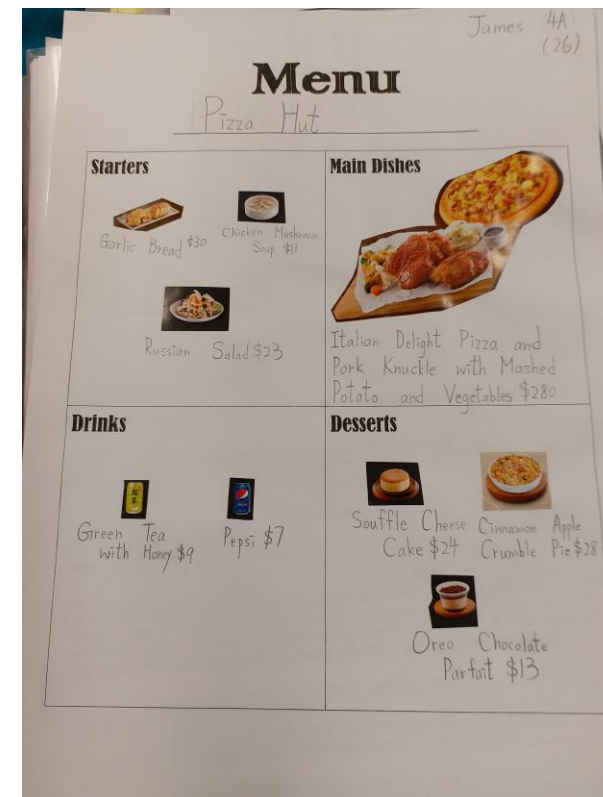 James 4A
(26)
Menu
Pizza Hut
Starters
Garlic Bread $30
Chicken Mushroom
Soup $11
Russian Salad $23
Main Dishes
Italian Delight Pizza and
Pork Knuckle with Mashed
Potato and Vegetables $280
Drinks
Green Tea
with Honey $9
Pepsi $7
Desserts
Souffle Cheese
Cake $24
Cinnamon Apple
Crumble Pie $28
Oreo Chocolate
Parfait $13